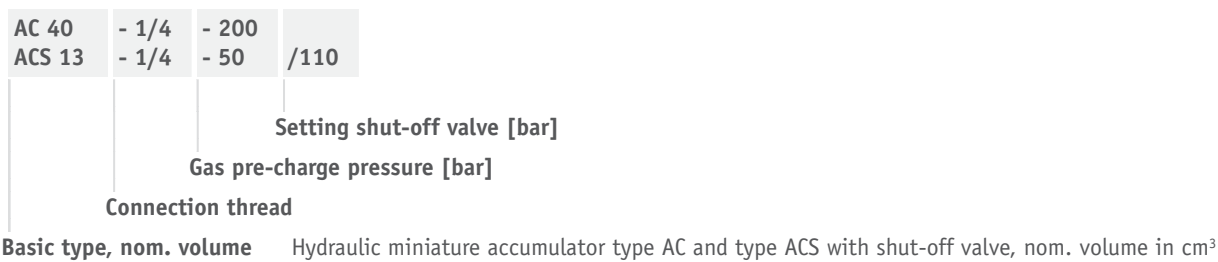 AC 40 - 1/4 - 200
ACS 13 - 1/4 - 50 /110
Setting shut-off valve [bar]
Gas pre-charge pressure [bar]
Connection thread
Basic type, nom. volume Hydraulic miniature accumulator type AC and type ACS with shut-off valve, nom. volume in cm³